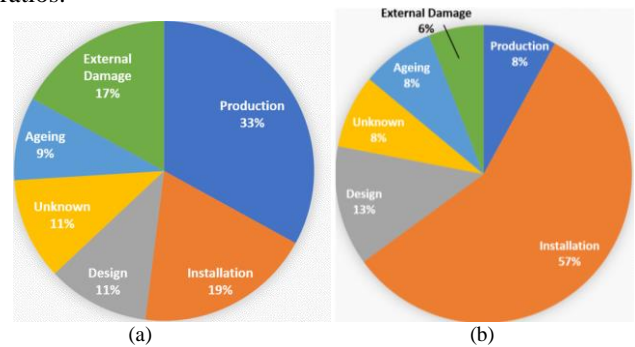 ratios.
External
Damage
17%
Production
33%
Ageing
9%
Unknown
11%
Design
11%
Installation
19%
(a)
External Damage
6%
Production
8%
Ageing
8%
Unknown
8%
Design
13%
Installation
57%
(b)